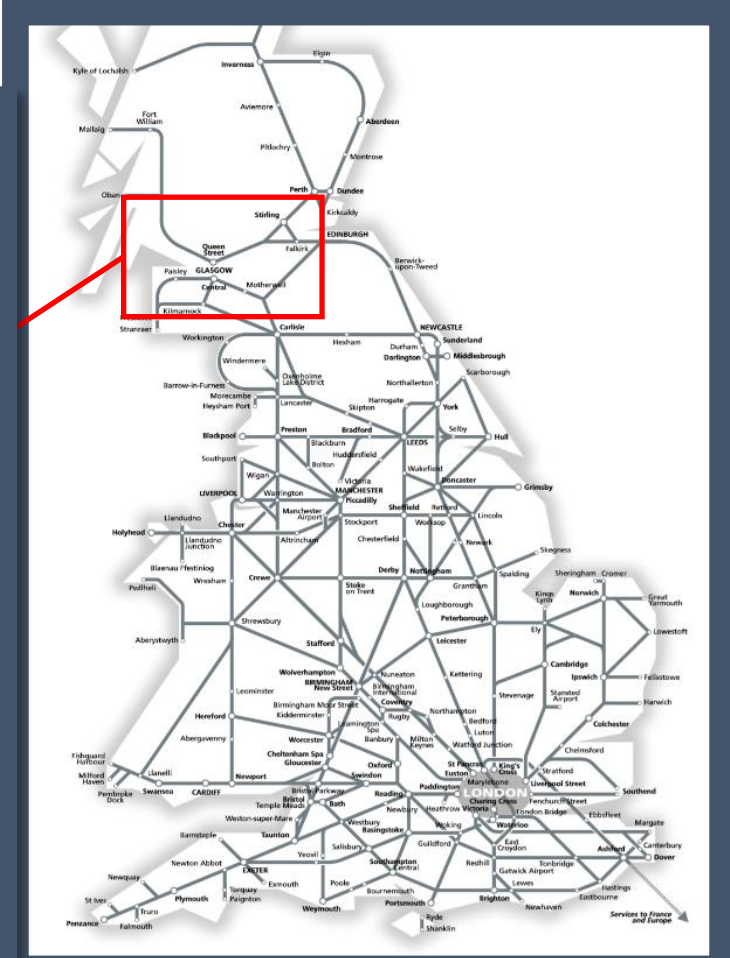 Elgin
Inverness
Kyle of Lochalsh
Aviemore
Fort
William
Mallaig
Aberdeen
Pitlochry
Montrose
Perth
Dundee
Oban
Kirkcaldy
Stirling
EDINBURGH
Queen
Street
Falkirk
Berwick-
upon-Tweed
Paisley
GLASGOW
Central
Motherwell
Kilmarnock
Stranraer
Carlisle
NEWCASTLE
Workington
Hexham
Sunderland
Durham
Windermere
Darlington
Middlesbrough
Oxenholme
Lake District
Scarborough
Barrow-in-Furness
Northallerton
Morecambe
Heysham Port
Lancaster
Harrogate
Skipton
York
Preston
Bradford
Selby
Blackpool
Blackburn
LEEDS
Hull
Huddersfield
Southport
Bolton
Wakefield
Wigan
Victoria
Doncaster
LIVERPOOL
Warrington
MANCHESTER
Piccadilly
Grimsby
Manchester
Airport
Sheffield
Retford
Llandudno
Stockport
Worksop
Lincoln
Chester
Holyhead
Llandudno
Junction
Altrincham
Chesterfield
Newark
Skegness
Blaenau Ffestiniog
Derby
Nottingham
Spalding
Sheringham
Cromer
Wrexham
Crewe
Stoke
on Trent
Grantham
Pwllheli
Kings
Lynn
Norwich
Great
Yarmouth
Loughborough
Peterborough
Shrewsbury
Ely
Lowestoft
Aberystwyth
Stafford
Leicester
Wolverhampton
Nuneaton
Kettering
Cambridge
BIRMINGHAM
New Street
Birmingham
International
Ipswich
Felixstowe
Leominster
Stevenage
Stansted
Airport
Birmingham Moor Street
Coventry
Hereford
Kidderminster
Rugby
Northampton
Harwich
Leamington
Spa
Bedford
Colchester
Abergavenny
Worcester
Banbury
Milton
Keynes
Luton
Cheltenham Spa
Watford Junction
Chelmsford
Fishguard
Harbour
Gloucester
Oxford
St Pancras
King's
Cross
Euston
Stratford
Milford
Haven
Llanelli
Newport
Swindon
Marylebone
Liverpool Street
Pembroke
Dock
Swansea
CARDIFF
Bristol Parkway
Reading
Paddington
LONDON
Southend
Bristol
Temple Meads
Bath
Newbury
Heathrow
Victoria
Charing Cross
Fenchurch Street
London Bridge
Ebbsfleet
Weston-super-Mare
Westbury
Basingstoke
Woking
Waterloo
Margate
Barnstaple
Taunton
Salisbury
Guildford
East
Croydon
Canterbury
Yeovil
Ashford
Dover
Newton Abbot
EXETER
Southampton
Central
Redhill
Tonbridge
Gatwick Airport
Newquay
Exmouth
Poole
Lewes
Hastings
Torquay
Paignton
Bournemouth
Eastbourne
St Ives
Plymouth
Weymouth
Portsmouth
Brighton
Newhaven
Truro
Penzance
Falmouth
Ryde
Shanklin
Services to France
and Europe